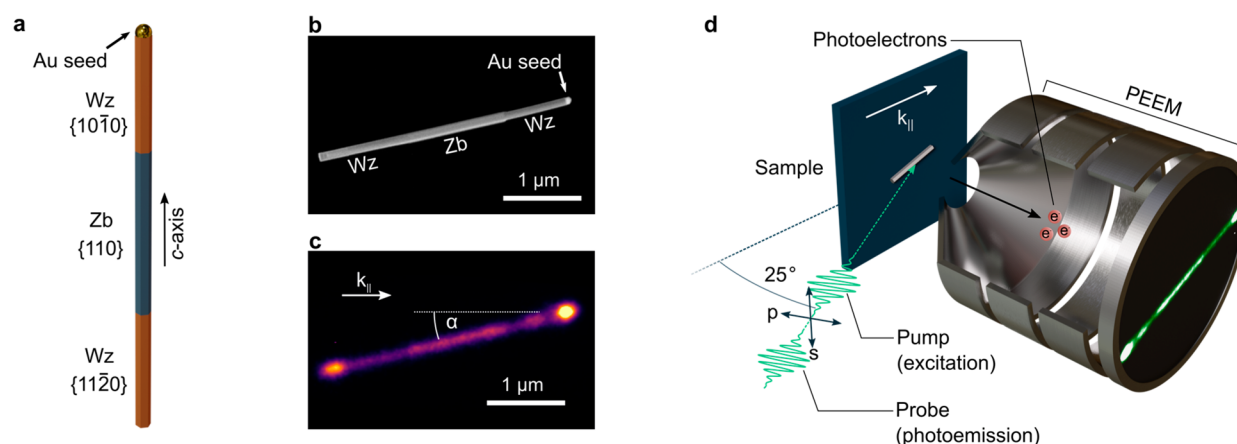 a
Au seed
Wz
{101̄0}
Zb
{110}
c-axis
Wz
{112̄0}
b
Au seed
Wz
Zb
Wz
1 µm
c
k||
α
1 µm
d
Photoelectrons
PEEM
k||
Sample
e
e e
25°
p
s
Pump
(excitation)
Probe
(photoemission)